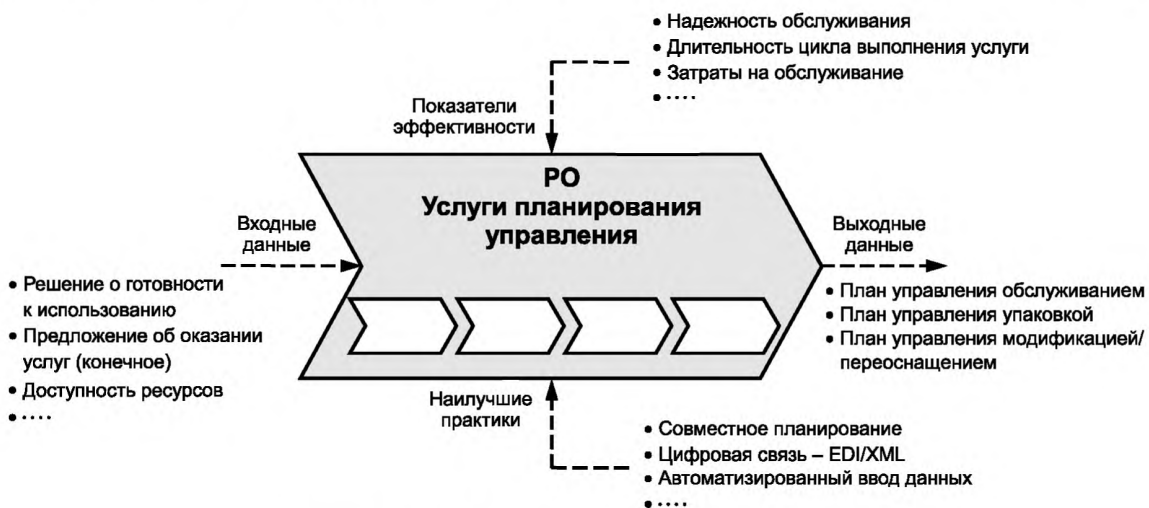 • Надежность обслуживания
• Длительность цикла выполнения услуги
• Затраты на обслуживание
• ····
Показатели
эффективности
PO
Услуги планирования
управления
Входные
данные
• Решение о готовности
к использованию
• Предложение об оказании
услуг (конечное)
• Доступность ресурсов
• ····
Выходные
данные
• План управления обслуживанием
• План управления упаковкой
• План управления модификацией/
переоснащением
Наилучшие
практики
• Совместное планирование
• Цифровая связь – EDI/XML
• Автоматизированный ввод данных
• ····